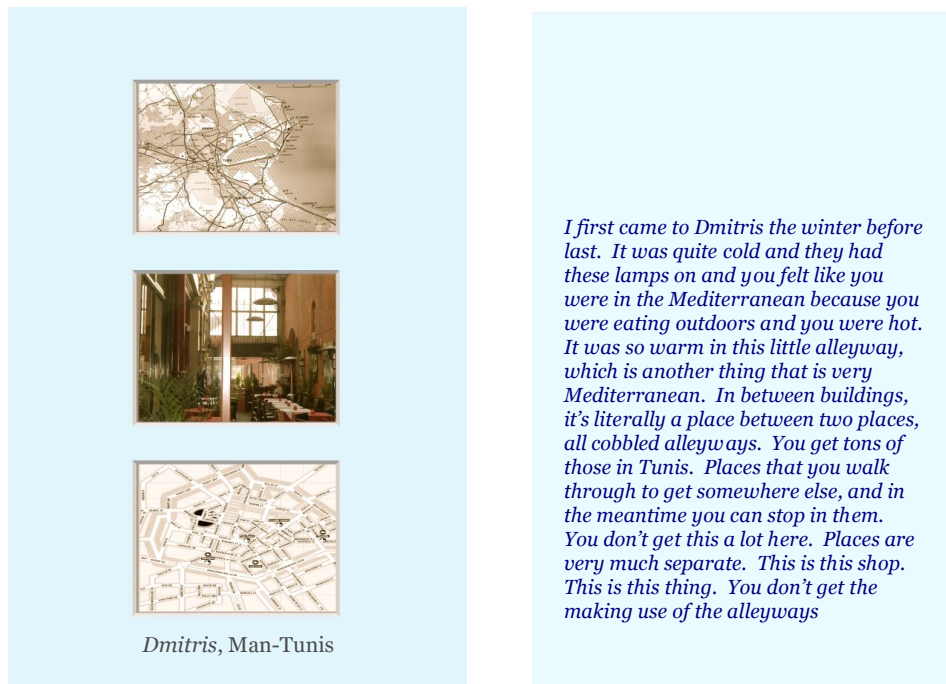 Dmitris, Man-Tunis
I first came to Dmitris the winter before
last. It was quite cold and they had
these lamps on and you felt like you
were in the Mediterranean because you
were eating outdoors and you were hot.
It was so warm in this little alleyway,
which is another thing that is very
Mediterranean. In between buildings,
it's literally a place between two places,
all cobbled alleyways. You get tons of
those in Tunis. Places that you walk
through to get somewhere else, and in
the meantime you can stop in them.
You don't get this a lot here. Places are
very much separate. This is this shop.
This is this thing. You don't get the
making use of the alleyways